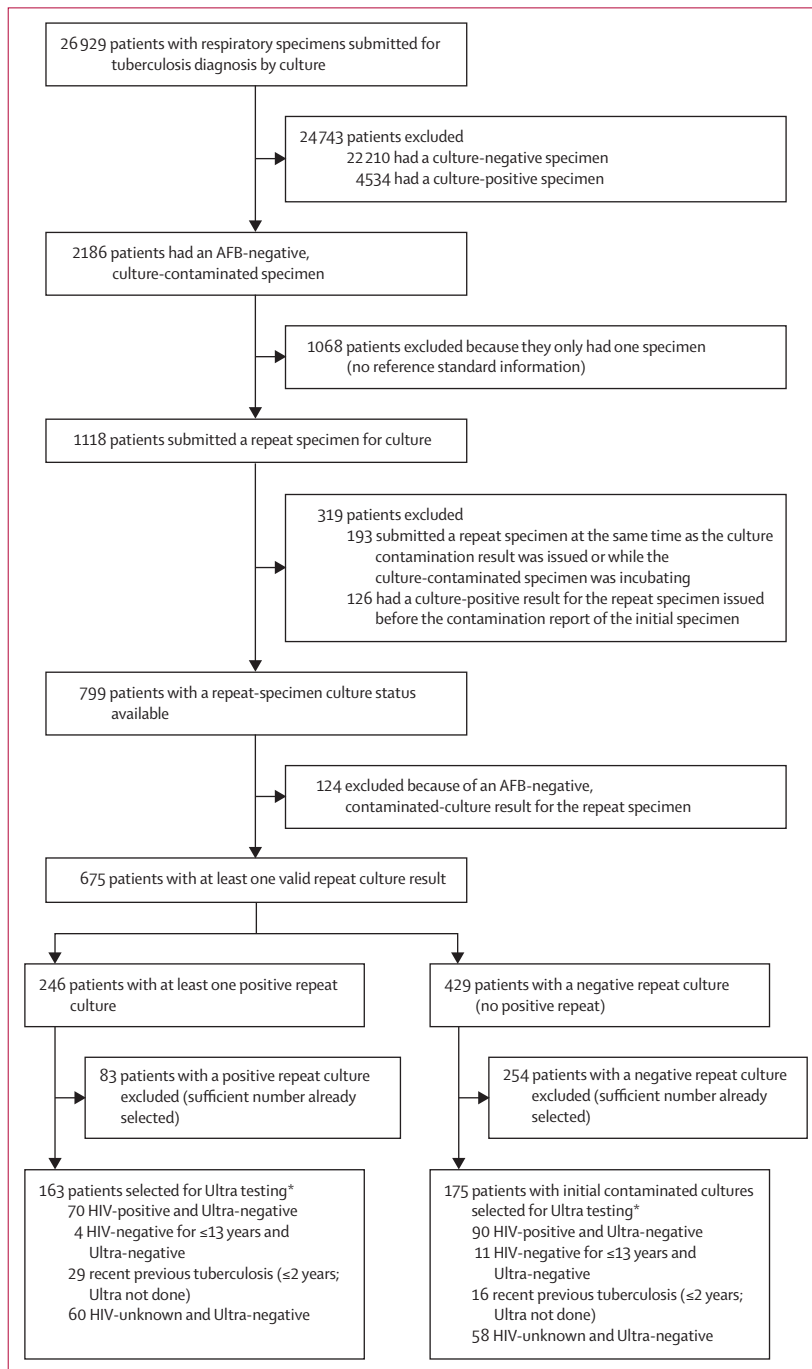 26 929 patients with respiratory specimens submitted for
tuberculosis diagnosis by culture
24 743 patients excluded
22 210 had a culture-negative specimen
4534 had a culture-positive specimen
2186 patients had an AFB-negative,
culture-contaminated specimen
1068 patients excluded because they only had one specimen
(no reference standard information)
1118 patients submitted a repeat specimen for culture
319 patients excluded
193 submitted a repeat specimen at the same time as the culture
contamination result was issued or while the
culture-contaminated specimen was incubating
126 had a culture-positive result for the repeat specimen issued
before the contamination report of the initial specimen
799 patients with a repeat-specimen culture status
available
124 excluded because of an AFB-negative,
contaminated-culture result for the repeat specimen
675 patients with at least one valid repeat culture result
246 patients with at least one positive repeat
culture
429 patients with a negative repeat culture
(no positive repeat)
83 patients with a positive repeat culture
excluded (sufficient number already
selected)
254 patients with a negative repeat culture
excluded (sufficient number already
selected)
163 patients selected for Ultra testing*
70 HIV-positive and Ultra-negative
4 HIV-negative for ≤13 years and
Ultra-negative
29 recent previous tuberculosis (≤2 years;
Ultra not done)
60 HIV-unknown and Ultra-negative
175 patients with initial contaminated cultures
selected for Ultra testing*
90 HIV-positive and Ultra-negative
11 HIV-negative for ≤13 years and
Ultra-negative
16 recent previous tuberculosis (≤2 years;
Ultra not done)
58 HIV-unknown and Ultra-negative